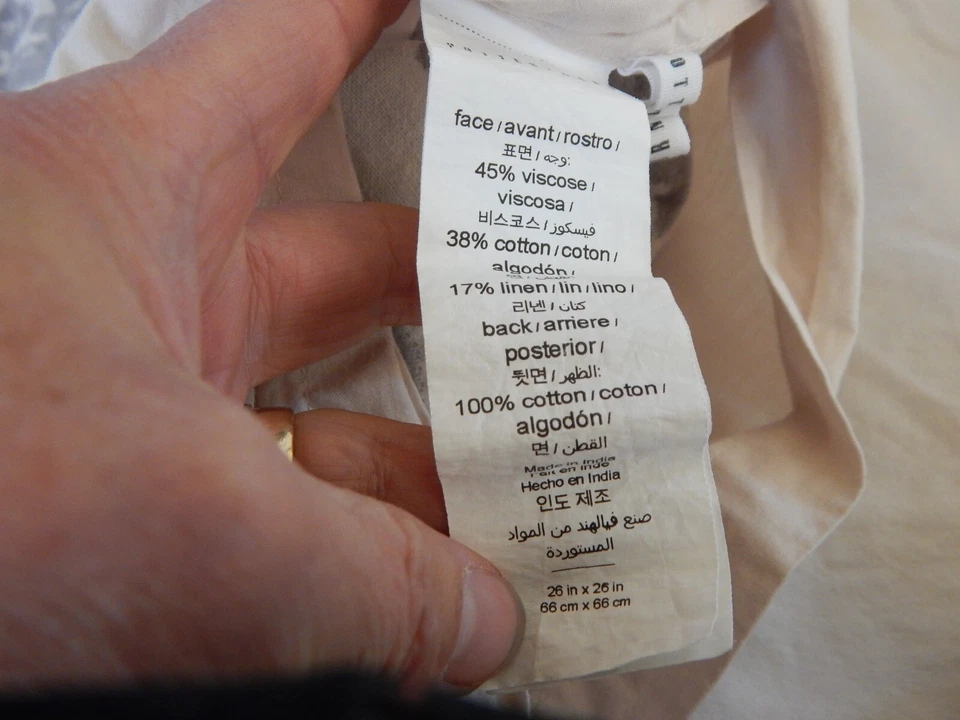 face / avant / rostro /
표면 / وجه:
45% viscose /
viscosa /
비스코스 / فيسكوز
38% cotton / coton /
algodón /
17% linen / lin / lino /
리넨 / كتان
back / arriere /
posterior /
뒷면 / الظهر:
100% cotton / coton /
algodón /
면 / القطن
Made in India
Fait en Inde
Hecho en India
인도 제조
صنع فيالهند من المواد
المستوردة
26 in x 26 in
66 cm x 66 cm